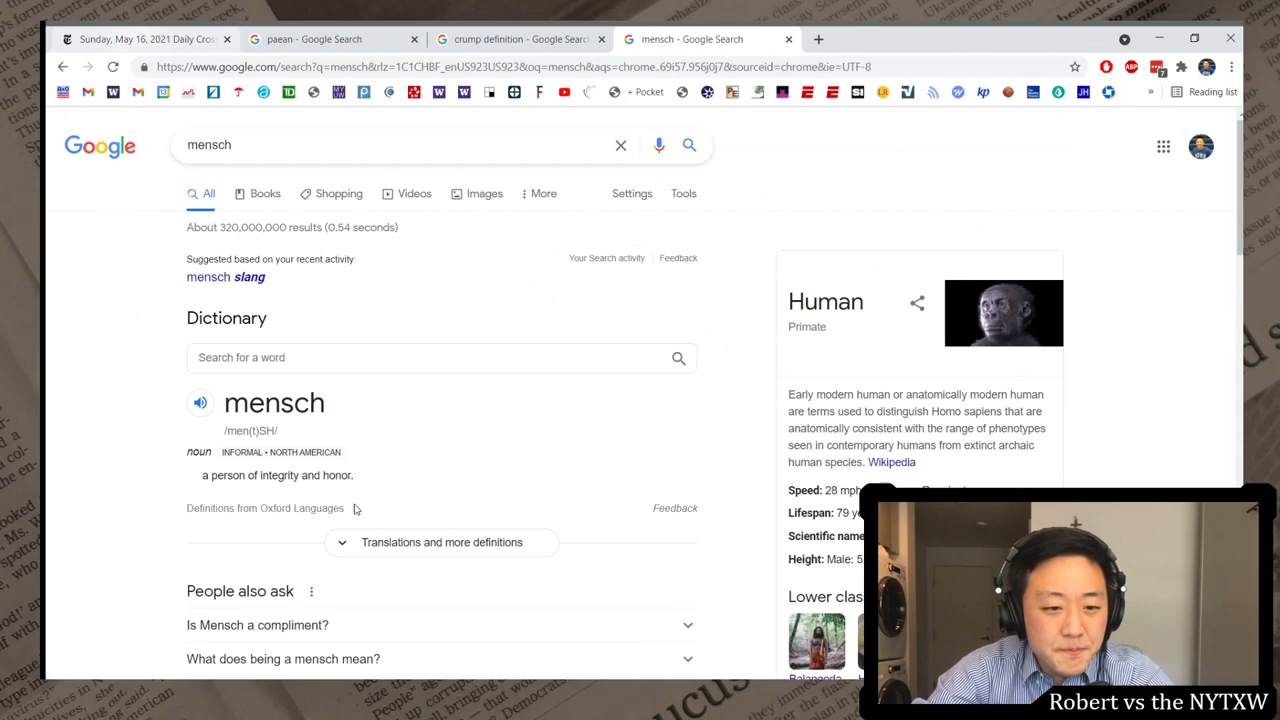 Sunday, May 16, 2021 Daily Cros
paean - Google Search
crump definition - Google Search
mensch - Google Search
https://www.google.com/search?q=mensch&rlz=1C1CHBF_enUS923US923&oq=mensch&aqs=chrome..69i57.956j0j7&sourceid=chrome&ie=UTF-8
+ Pocket
Reading list
Google
mensch
All
Books
Shopping
Videos
Images
More
Settings
Tools
About 320,000,000 results (0.54 seconds)
Suggested based on your recent activity:
Your Search activity
Feedback
mensch slang
Dictionary
Search for a word
mensch
/men(t)SH/
noun INFORMAL • NORTH AMERICAN
a person of integrity and honor.
Definitions from Oxford Languages
Feedback
Translations and more definitions
People also ask
Is Mensch a compliment?
What does being a mensch mean?
Human
Primate
Early modern human or anatomically modern human
are terms used to distinguish Homo sapiens that are
anatomically consistent with the range of phenotypes
seen in contemporary humans from extinct archaic
human species. Wikipedia
Speed: 28 mph
Lifespan: 79 ye
Scientific name
Height: Male: 5
Lower clas
Balangoda
Robert vs the NYTXW